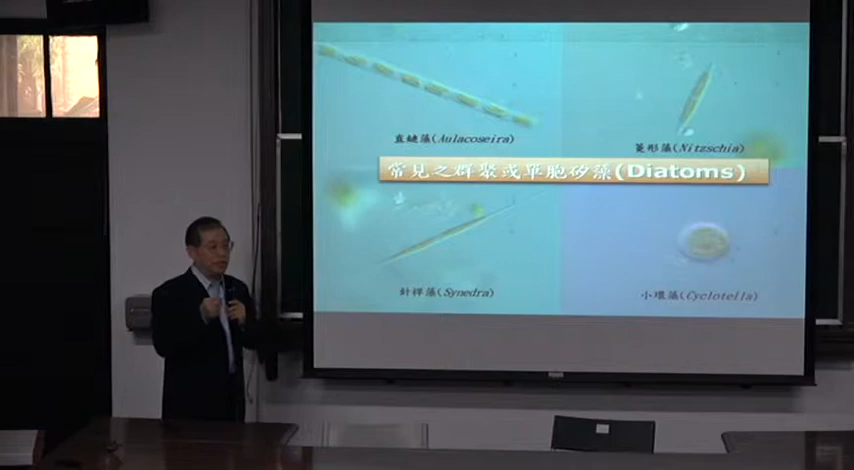 直鏈藻(Aulacoseira)
菱形藻(Nitzschia)
常見之群聚或單胞矽藻(Diatoms)
針桿藻(Synedra)
小環藻(Cyclotella)